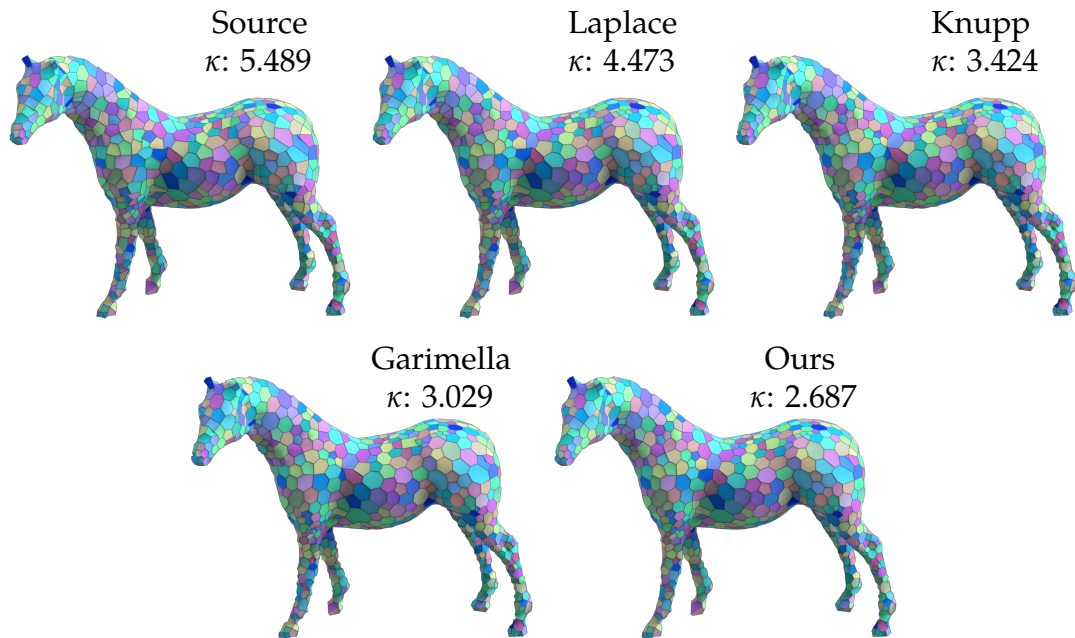 Source
κ: 5.489
Laplace
κ: 4.473
Knupp
κ: 3.424
Garimella
κ: 3.029
Ours
κ: 2.687